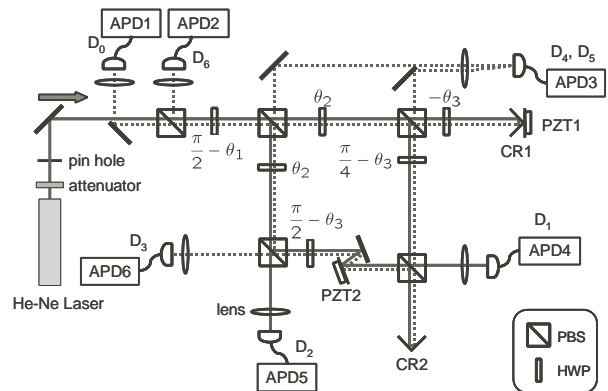 APD1
APD2
D0
D6
D4, D5
APD3
θ2
-θ3
PZT1
CR1
pin hole
π/2 - θ1
θ2
π/4 - θ3
attenuator
π/2 - θ3
D1
APD4
D3
APD6
PZT2
He-Ne Laser
lens
D2
APD5
CR2
PBS
HWP